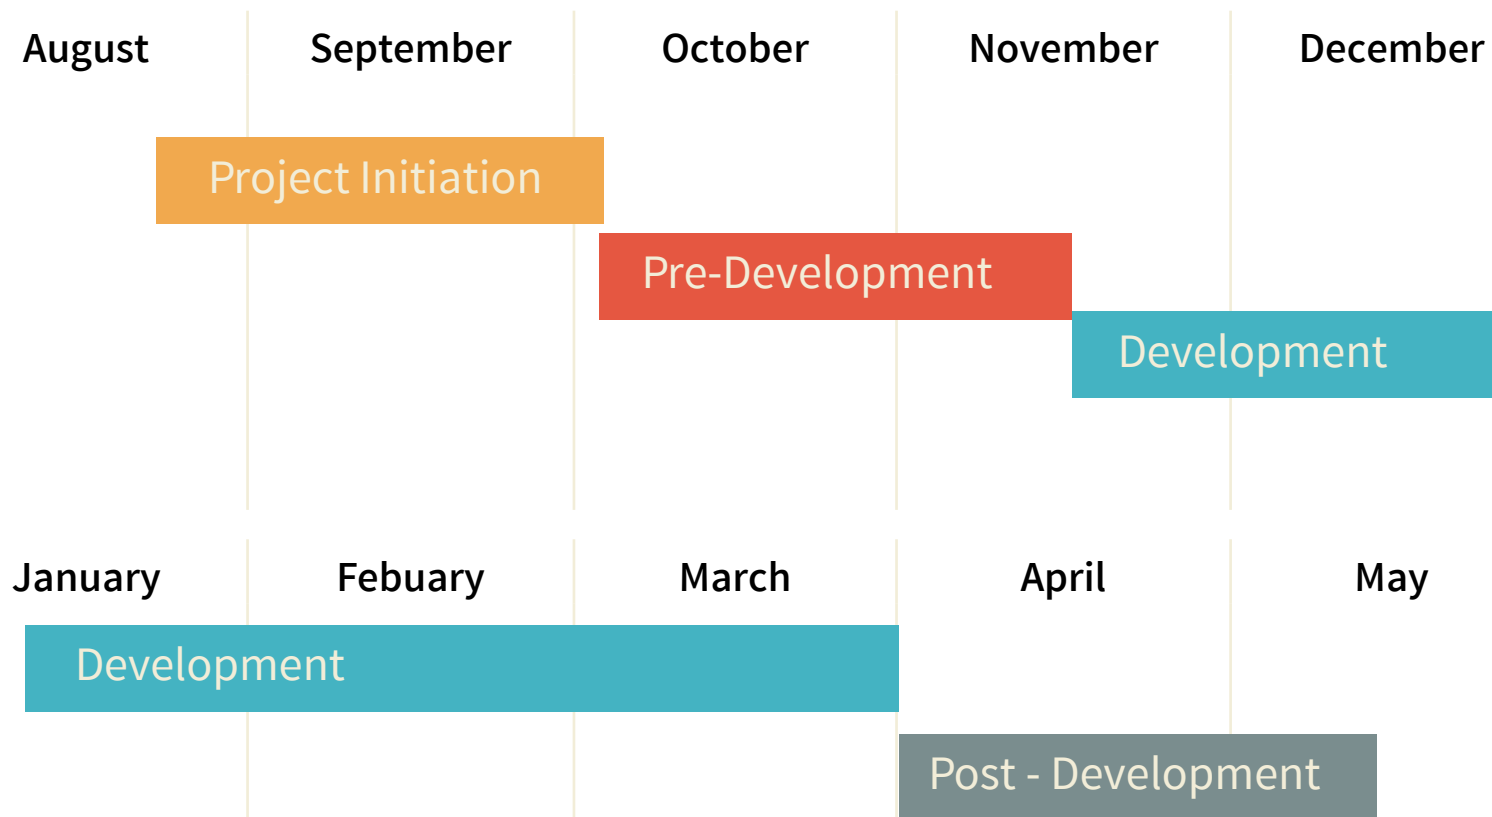 August September October November December
Project Initiation
Pre-Development
Development
January Febuary March April May
Development
Post - Development